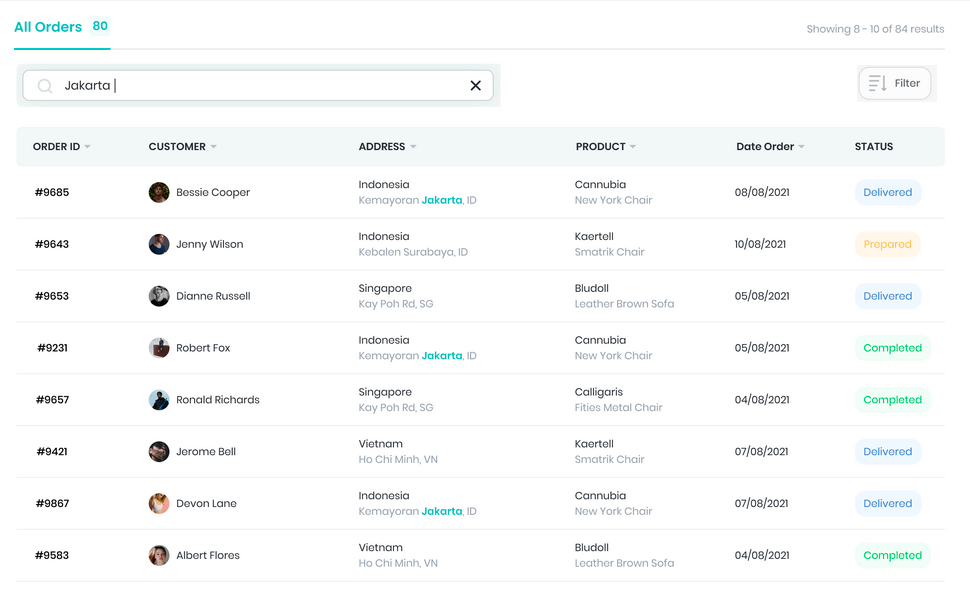 All Orders 80
Showing 8 - 10 of 84 results
Jakarta
Filter
ORDER ID CUSTOMER ADDRESS PRODUCT Date Order STATUS
#9685 Bessie Cooper Indonesia Cannubia 08/08/2021 Delivered
Kemayoran Jakarta, ID New York Chair
#9643 Jenny Wilson Indonesia Kaertell 10/08/2021 Prepared
Kebalen Surabaya, ID Smatrik Chair
#9653 Dianne Russell Singapore Bludoll 05/08/2021 Delivered
Kay Poh Rd, SG Leather Brown Sofa
#9231 Robert Fox Indonesia Cannubia 05/08/2021 Completed
Kemayoran Jakarta, ID New York Chair
#9657 Ronald Richards Singapore Calligaris 04/08/2021 Completed
Kay Poh Rd, SG Fities Metal Chair
#9421 Jerome Bell Vietnam Kaertell 07/08/2021 Delivered
Ho Chi Minh, VN Smatrik Chair
#9867 Devon Lane Indonesia Cannubia 07/08/2021 Delivered
Kemayoran Jakarta, ID New York Chair
#9583 Albert Flores Vietnam Bludoll 04/08/2021 Completed
Ho Chi Minh, VN Leather Brown Sofa